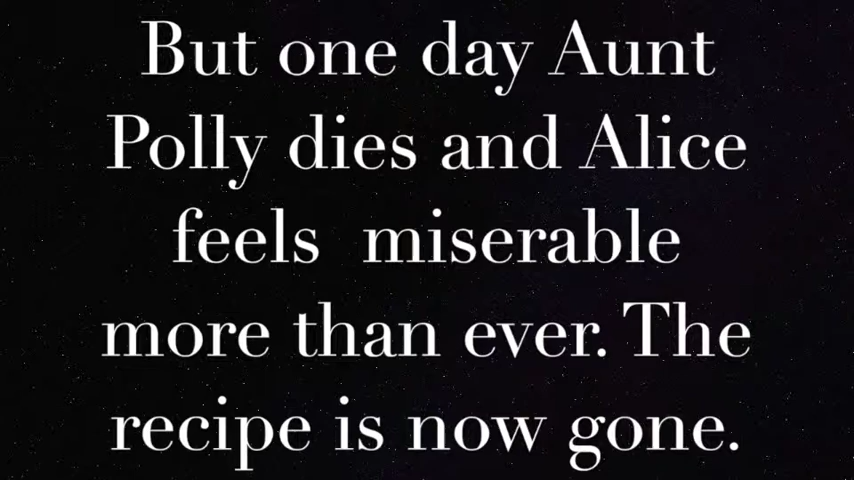 But one day Aunt
Polly dies and Alice
feels  miserable
more than ever. The
recipe is now gone.